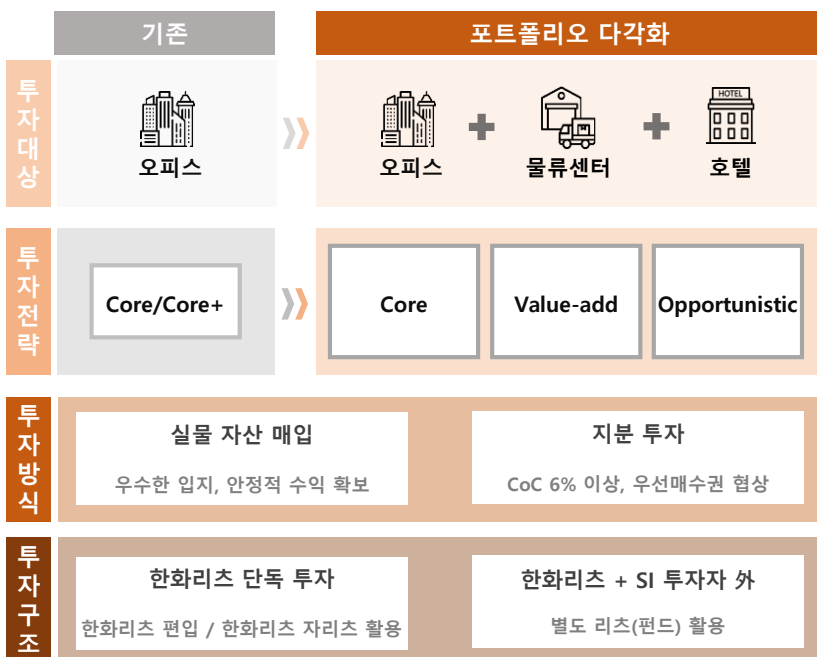 기존
포트폴리오 다각화
투자대상
오피스
오피스
물류센터
HOTEL
호텔
투자전략
Core/Core+
Core
Value-add
Opportunistic
투자방식
실물 자산 매입
우수한 입지, 안정적 수익 확보
지분 투자
CoC 6% 이상, 우선매수권 협상
투자구조
한화리츠 단독 투자
한화리츠 편입 / 한화리츠 자리츠 활용
한화리츠 + SI 투자자 外
별도 리츠(펀드) 활용